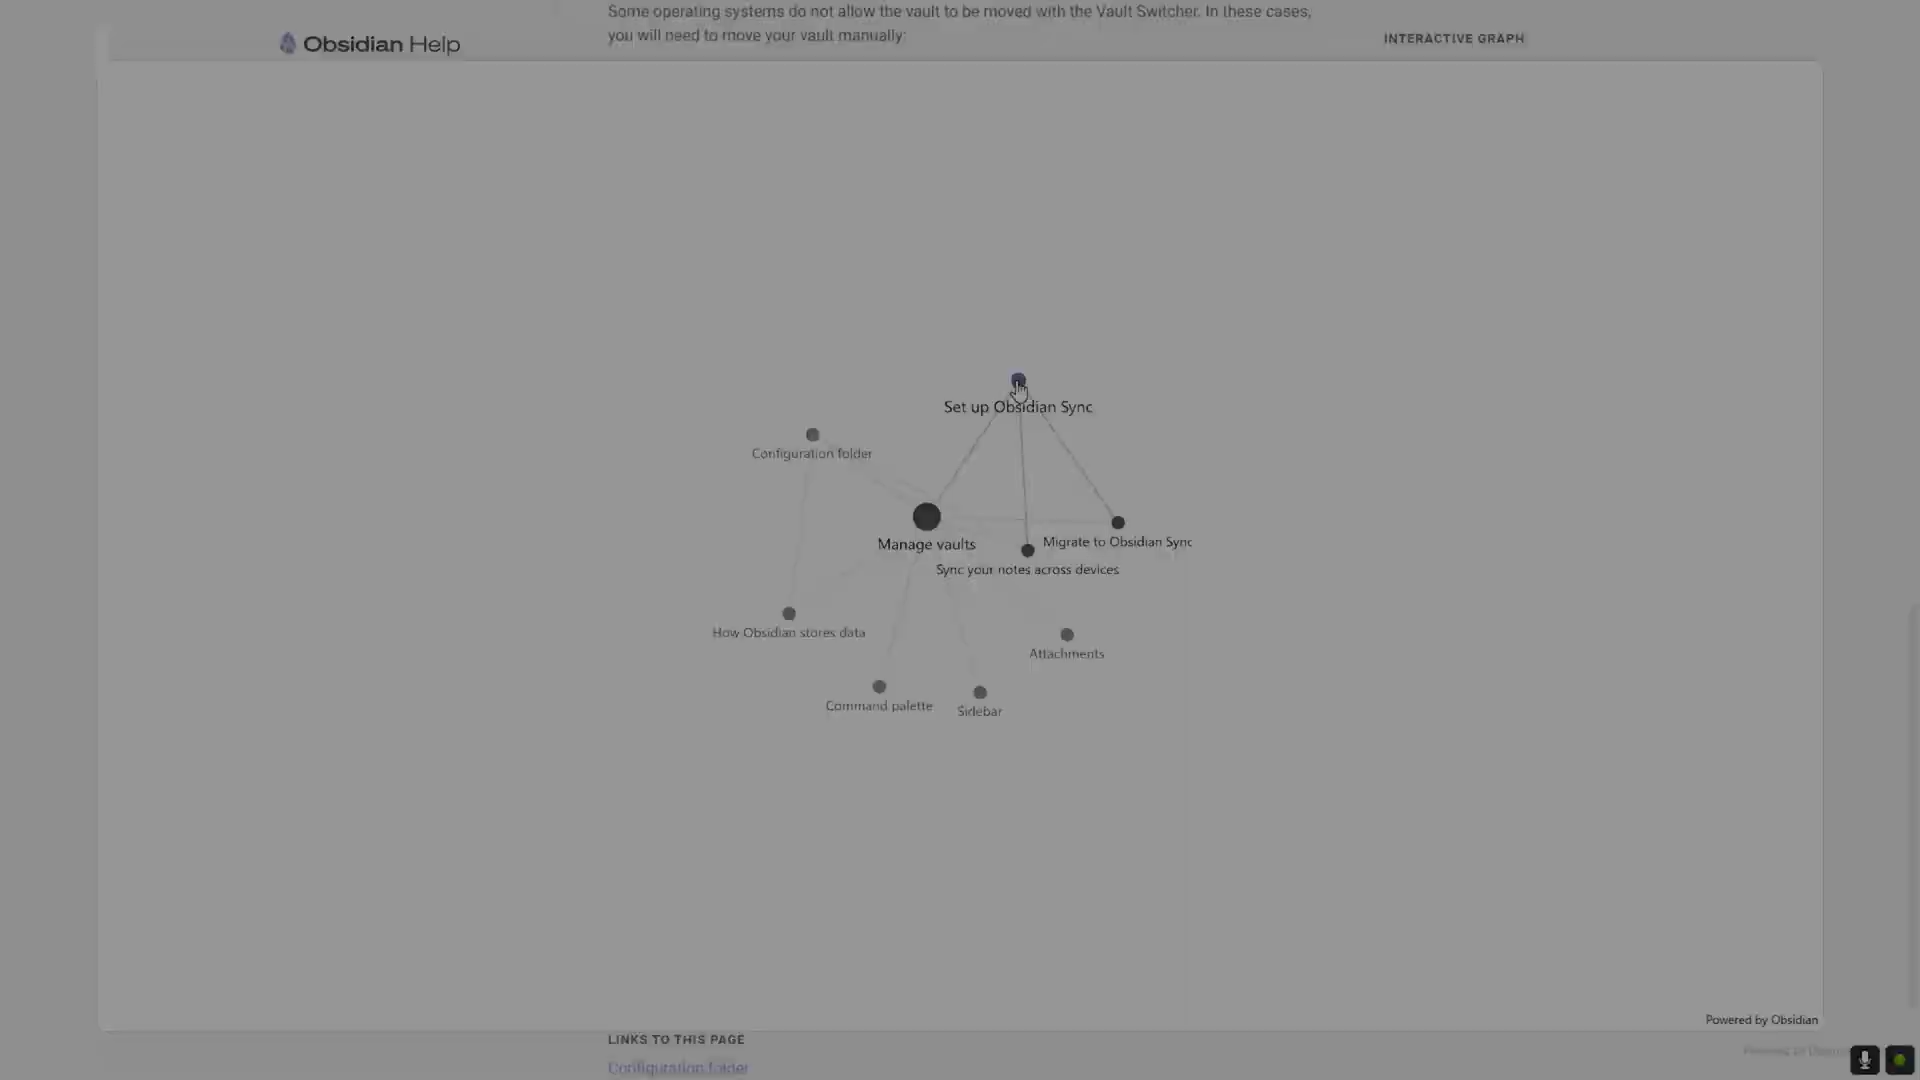 Some operating systems do not allow the vault to be moved with the Vault Switcher. In these cases,
you will need to move your vault manually:
Obsidian Help
INTERACTIVE GRAPH
Set up Obsidian Sync
Configuration folder
Manage vaults
Migrate to Obsidian Sync
Sync your notes across devices
How Obsidian stores data
Attachments
Command palette
Sidebar
Powered by Obsidian
LINKS TO THIS PAGE
Powered by
Configuration folder